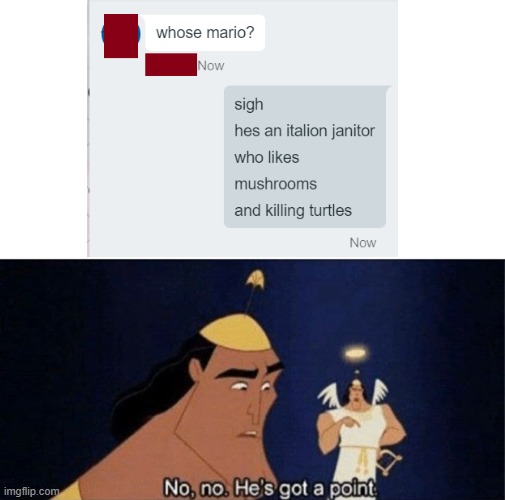 whose mario?
Now
sigh
hes an italion janitor
who likes
mushrooms
and killing turtles
Now
No, no. He's got a point.
imgflip.com